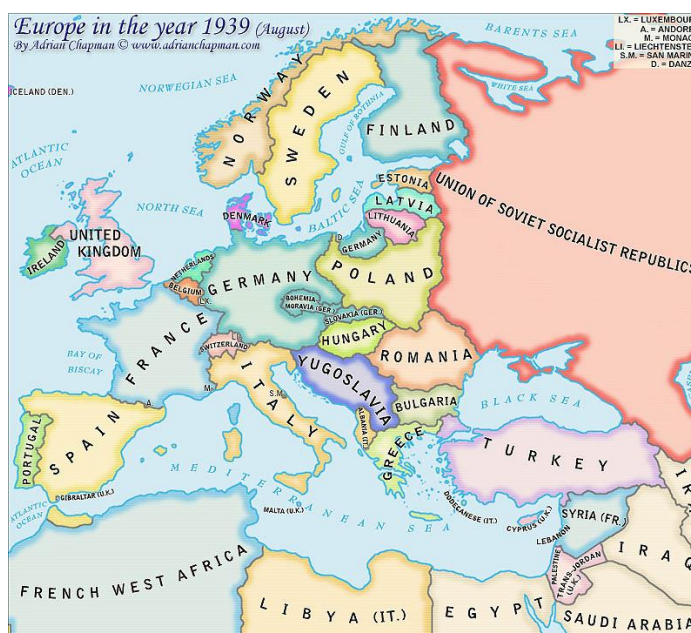 Europe in the year 1939 (August)
By Adrian Chapman © www.adrianchapman.com
LX. = LUXEMBOUR
A. = ANDORR
M. = MONAC
LI. = LIECHTENSTE
S.M. = SAN MARIN
D. = DANZ
BARENTS SEA
WHITE SEA
NORWEGIAN SEA
ICELAND (DEN.)
ATLANTIC
OCEAN
NORWAY
SWEDEN
GULF OF BOTHNIA
FINLAND
ESTONIA
LATVIA
LITHUANIA
UNION OF SOVIET SOCIALIST REPUBLICS
NORTH SEA
DENMARK
BALTIC SEA
UNITED
KINGDOM
IRELAND
NETHERLANDS
BELGIUM
LX.
GERMANY
D.
GERMANY
POLAND
BOHEMIA-
MORAVIA (GER.)
SLOVAKIA (GER.)
FRANCE
SWITZERLAND
LI.
HUNGARY
ROMANIA
BAY OF
BISCAY
M.
ITALY
S.M.
YUGOSLAVIA
BULGARIA
BLACK SEA
A.
PORTUGAL
SPAIN
ALBANIA (IT.)
GREECE
TURKEY
GIBRALTAR (U.K.)
ATLANTIC
OCEAN
MEDITERRANEAN SEA
MALTA (U.K.)
DODECANESE (IT.)
CYPRUS (U.K.)
SYRIA (FR.)
LEBANON
IR
IRAQ
PALESTINE
TRANS-JORDAN
(U.K.)
FRENCH WEST AFRICA
LIBYA (IT.)
EGYPT
SAUDI ARABIA